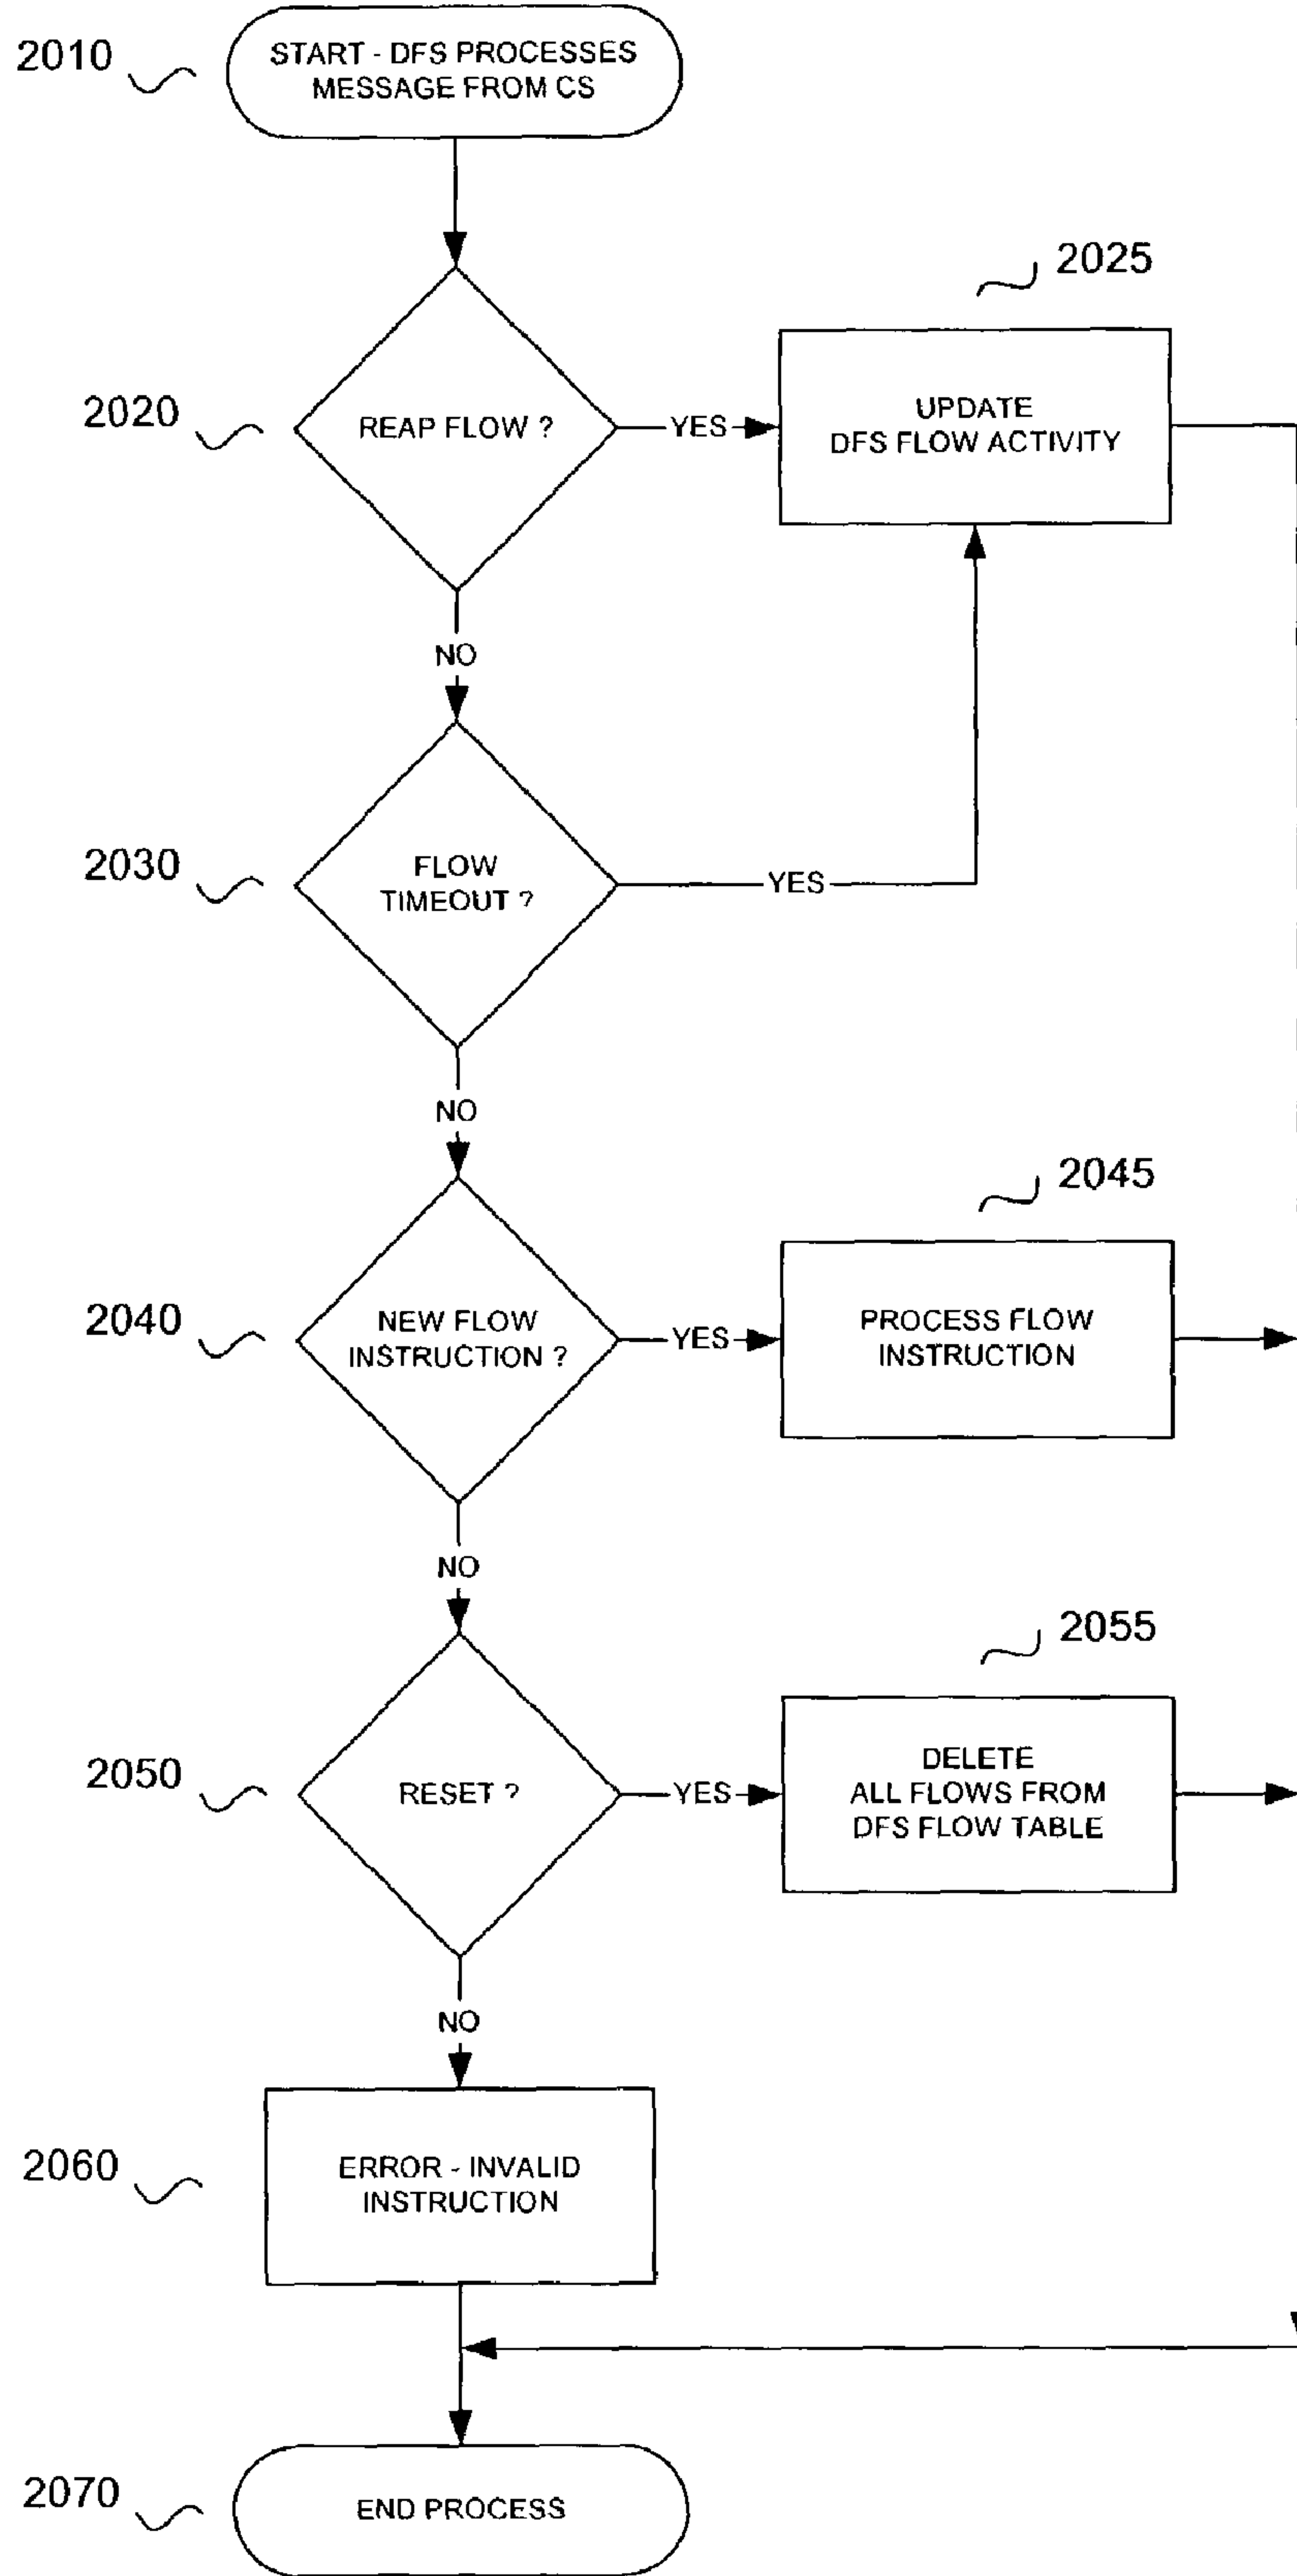 2010
START - DFS PROCESSES
MESSAGE FROM CS
2025
2020
REAP FLOW ?
YES
UPDATE
DFS FLOW ACTIVITY
NO
2030
FLOW
TIMEOUT ?
YES
NO
2045
2040
NEW FLOW
INSTRUCTION ?
YES
PROCESS FLOW
INSTRUCTION
NO
2055
2050
RESET ?
YES
DELETE
ALL FLOWS FROM
DFS FLOW TABLE
NO
2060
ERROR - INVALID
INSTRUCTION
2070
END PROCESS